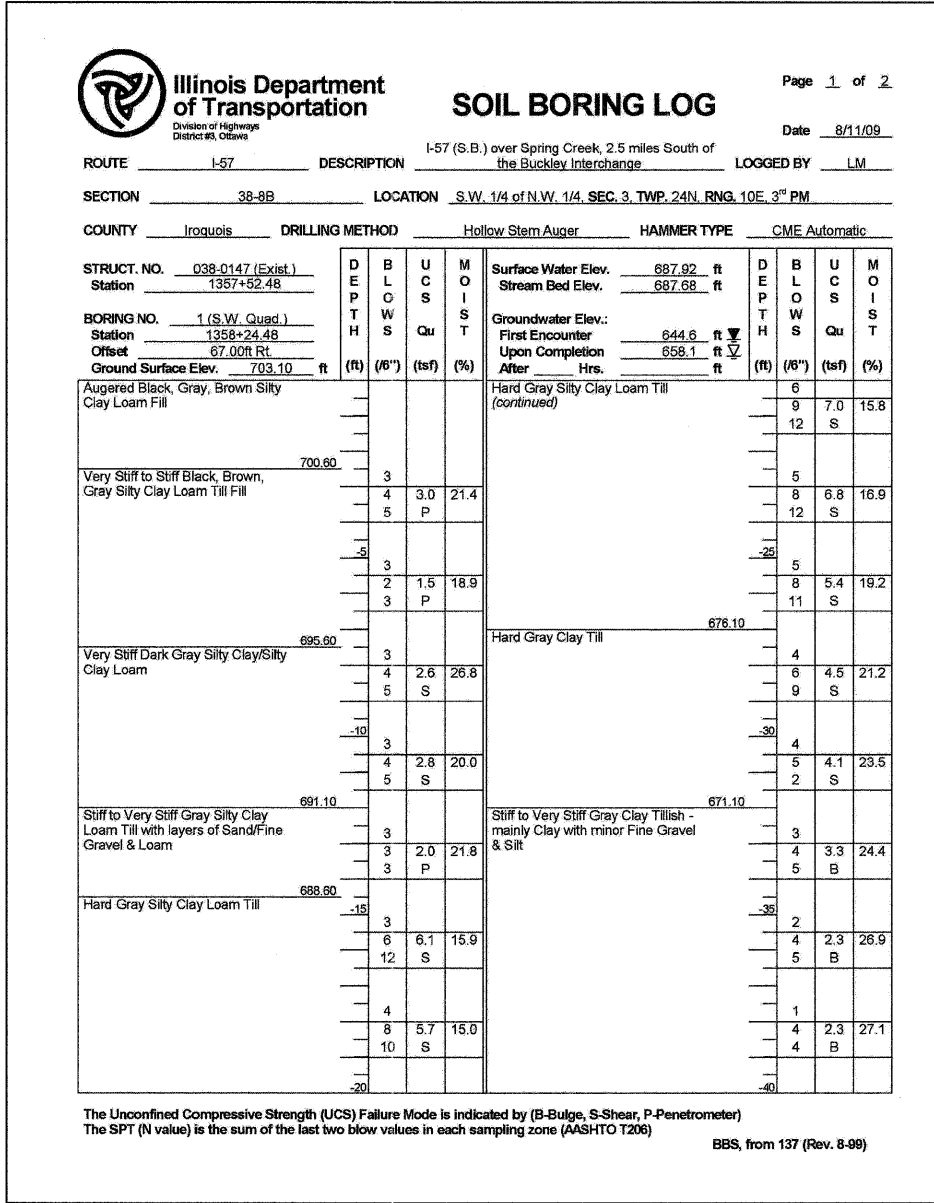 Illinois Department
of Transportation
Division of Highways
District #3, Ottawa
SOIL BORING LOG
Page 1 of 2
Date 8/11/09
ROUTE I-57 DESCRIPTION I-57 (S.B.) over Spring Creek, 2.5 miles South of
the Buckley Interchange LOGGED BY LM
SECTION 38-8B LOCATION S.W. 1/4 of N.W. 1/4, SEC. 3, TWP. 24N, RNG. 10E, 3rd PM
COUNTY Iroquois DRILLING METHOD Hollow Stem Auger HAMMER TYPE CME Automatic
STRUCT. NO. 038-0147 (Exist.)
Station 1357+52.48
BORING NO. 1 (S.W. Quad.)
Station 1358+24.48
Offset 67.00ft Rt.
Ground Surface Elev. 703.10 ft
DEPTH (ft)
BLOWS (/6")
UCS Qu (tsf)
MOIST (%)
Augered Black, Gray, Brown Silty
Clay Loam Fill
700.60
Very Stiff to Stiff Black, Brown,
Gray Silty Clay Loam Till Fill
3
4 3.0 21.4
5 P
-5
3
2 1.5 18.9
3 P
695.60
Very Stiff Dark Gray Silty Clay/Silty
Clay Loam
3
4 2.6 26.8
5 S
-10
3
4 2.8 20.0
5 S
691.10
Stiff to Very Stiff Gray Silty Clay
Loam Till with layers of Sand/Fine
Gravel & Loam
3
3 2.0 21.8
3 P
688.60
Hard Gray Silty Clay Loam Till
-15
3
6 6.1 15.9
12 S
4
8 5.7 15.0
10 S
-20
Surface Water Elev. 687.92 ft
Stream Bed Elev. 687.68 ft
Groundwater Elev.:
First Encounter 644.6 ft ▼
Upon Completion 658.1 ft ▽
After Hrs. ft
DEPTH (ft)
BLOWS (/6")
UCS Qu (tsf)
MOIST (%)
Hard Gray Silty Clay Loam Till
(continued)
6
9 7.0 15.8
12 S
5
8 6.8 16.9
12 S
-25
5
8 5.4 19.2
11 S
676.10
Hard Gray Clay Till
4
6 4.5 21.2
9 S
-30
4
5 4.1 23.5
2 S
671.10
Stiff to Very Stiff Gray Clay Tillish -
mainly Clay with minor Fine Gravel
& Silt
3
4 3.3 24.4
5 B
-35
2
4 2.3 26.9
5 B
1
4 2.3 27.1
4 B
-40
The Unconfined Compressive Strength (UCS) Failure Mode is indicated by (B-Bulge, S-Shear, P-Penetrometer)
The SPT (N value) is the sum of the last two blow values in each sampling zone (AASHTO T206)
BBS, from 137 (Rev. 8-99)